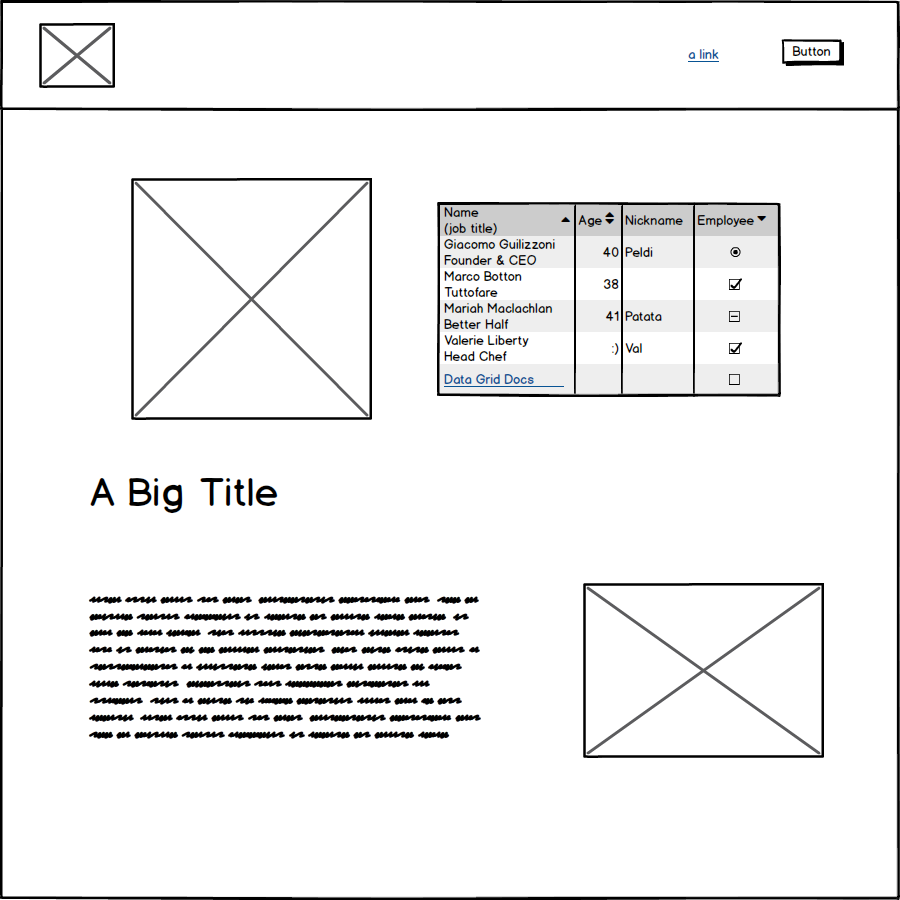 a link
Button
Name
(job title)
Age
Nickname
Employee
Giacomo Guilizzoni
Founder & CEO
40
Peldi
Marco Botton
Tuttofare
38
Mariah Maclachlan
Better Half
41
Patata
Valerie Liberty
Head Chef
:)
Val
Data Grid Docs
A Big Title